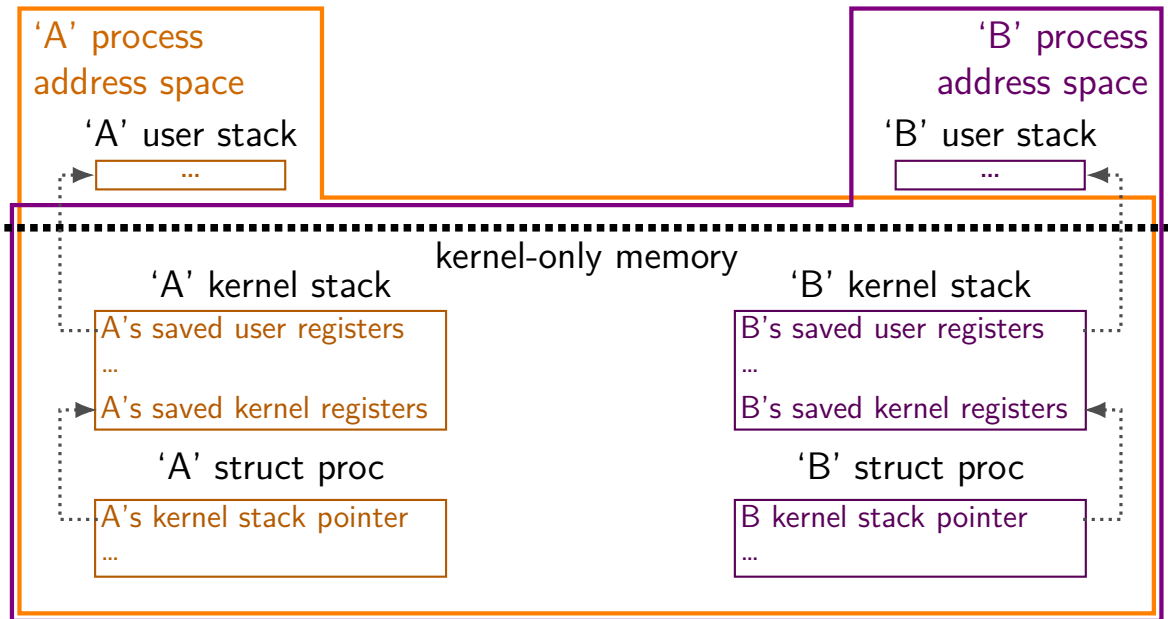 ‘A’ process
address space
‘B’ process
address space
‘A’ user stack
...
‘B’ user stack
...
kernel-only memory
‘A’ kernel stack
A's saved user registers
...
A's saved kernel registers
‘B’ kernel stack
B's saved user registers
...
B's saved kernel registers
‘A’ struct proc
A's kernel stack pointer
...
‘B’ struct proc
B kernel stack pointer
...